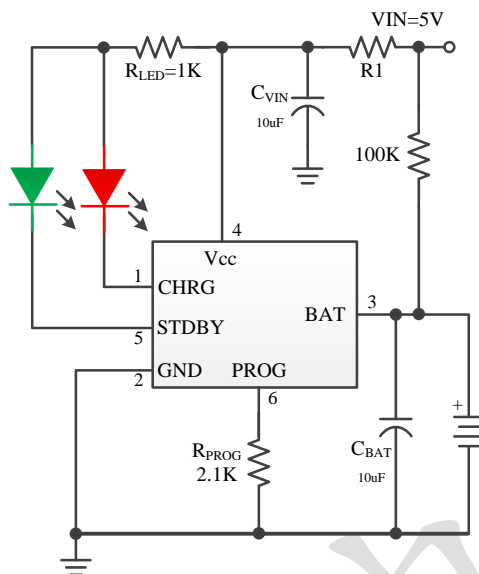 VIN=5V
RLED=1K
R1
CVIN
10uF
100K
4
Vcc
1
CHRG
3
BAT
STDBY
5
GND
2
PROG
6
RPROG
2.1K
CBAT
10uF
+